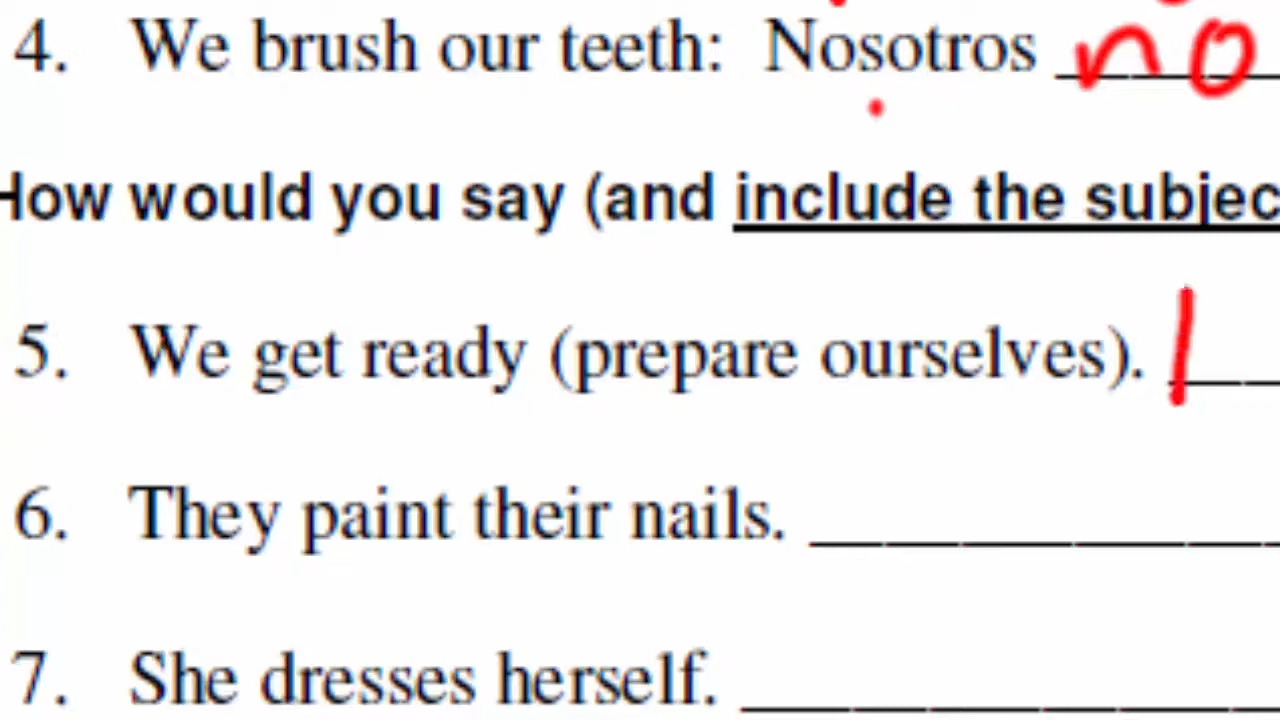 4. We brush our teeth: Nosotros no
How would you say (and include the subjec
5. We get ready (prepare ourselves).
6. They paint their nails.
7. She dresses herself.